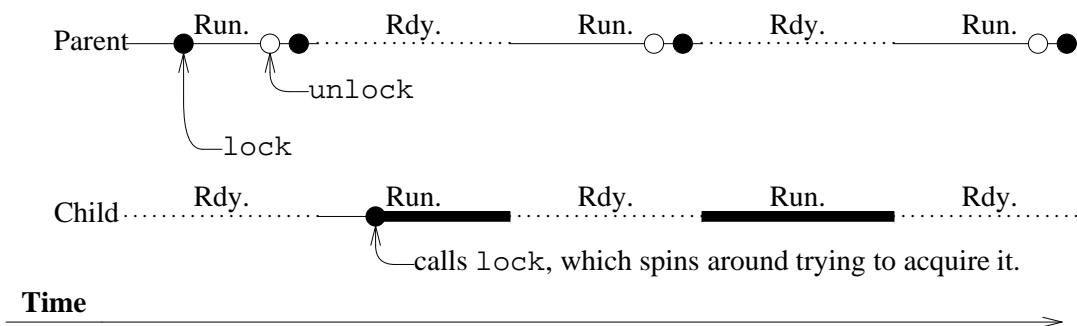 Run. Rdy. Run. Rdy. Run.
Parent
unlock
lock
Rdy. Run. Rdy. Run. Rdy.
Child
calls lock, which spins around trying to acquire it.
Time